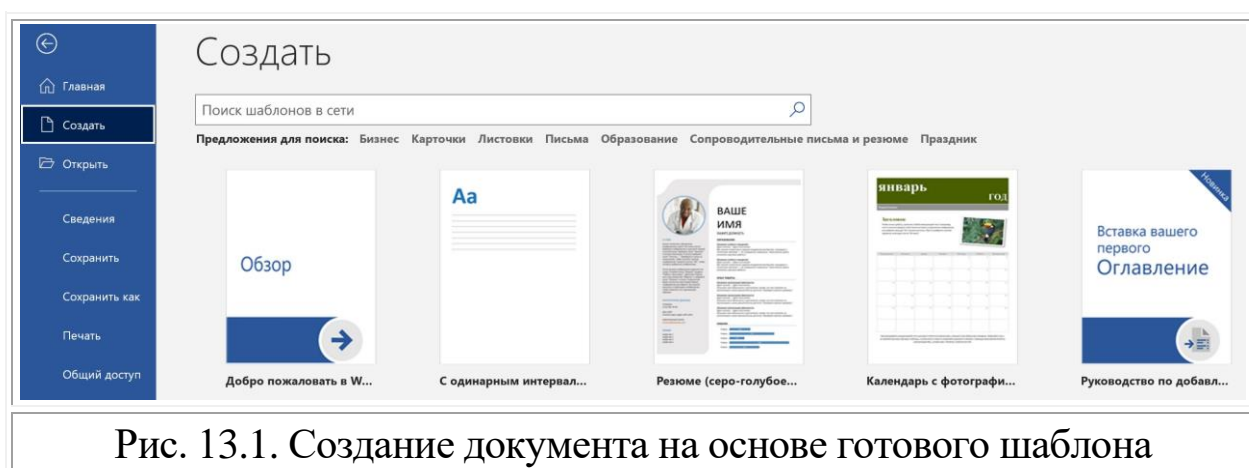 Создать
Главная
Создать
Открыть
Сведения
Сохранить
Сохранить как
Печать
Общий доступ
Поиск шаблонов в сети
Предложения для поиска: Бизнес Карточки Листовки Письма Образование Сопроводительные письма и резюме Праздник
Обзор
Добро пожаловать в W...
Aa
С одинарным интервал...
ВАШЕ
ИМЯ
Резюме (серо-голубое...
январь
год
Календарь с фотографи...
Новинка
Вставка вашего
первого
Оглавление
Руководство по добавл...
Рис. 13.1. Создание документа на основе готового шаблона